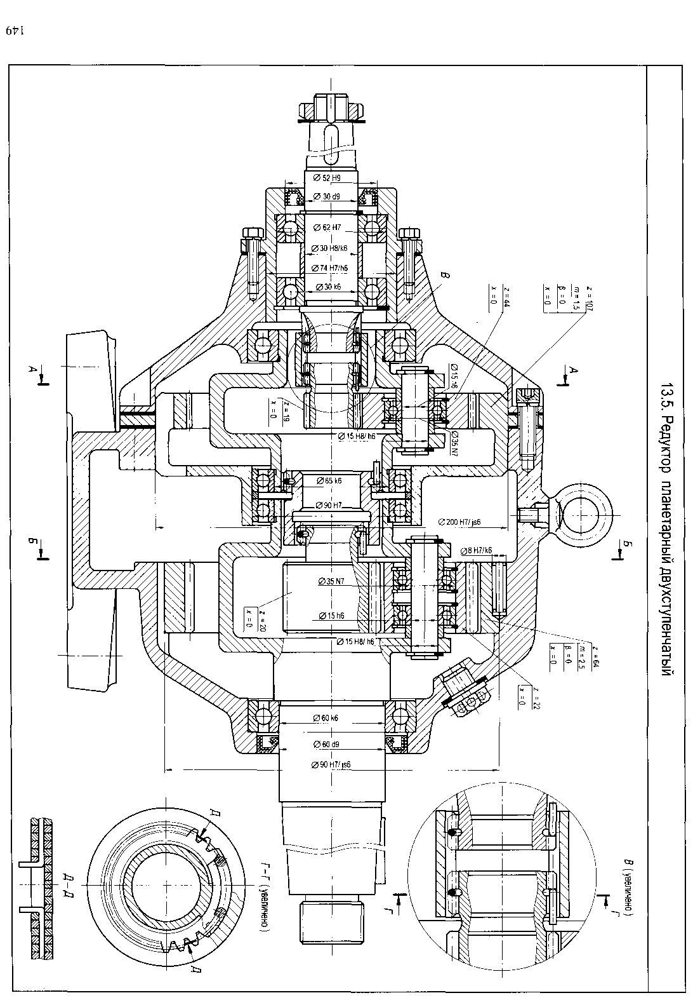 149
13.5. Редуктор планетарный двухступенчатый
Ø 52 H9
Ø 30 d9
Ø 62 H7
Ø 30 H8/k6
Ø 74 H7/h6
Ø 30 k6
В
z = 44
x = 0
z = 107
m = 1,5
β = 0
x = 0
А
А
Ø 15 h6
z = 19
x = 0
Ø 15 H8/ h6
Ø 35 N7
Ø 65 k6
Ø 90 H7
Ø 200 H7/ js6
Б
Б
Ø 8 H7/k6
Ø 35 N7
z = 20
x = 0
Ø 15 h6
Ø 15 H8/ h6
z = 64
m = 2,5
β = 0
x = 0
z = 22
x = 0
Ø 60 k6
Ø 60 d9
Ø 90 H7/ js6
В ( увеличено )
Г
Г
Г – Г ( увеличено )
Д
Д
Д – Д